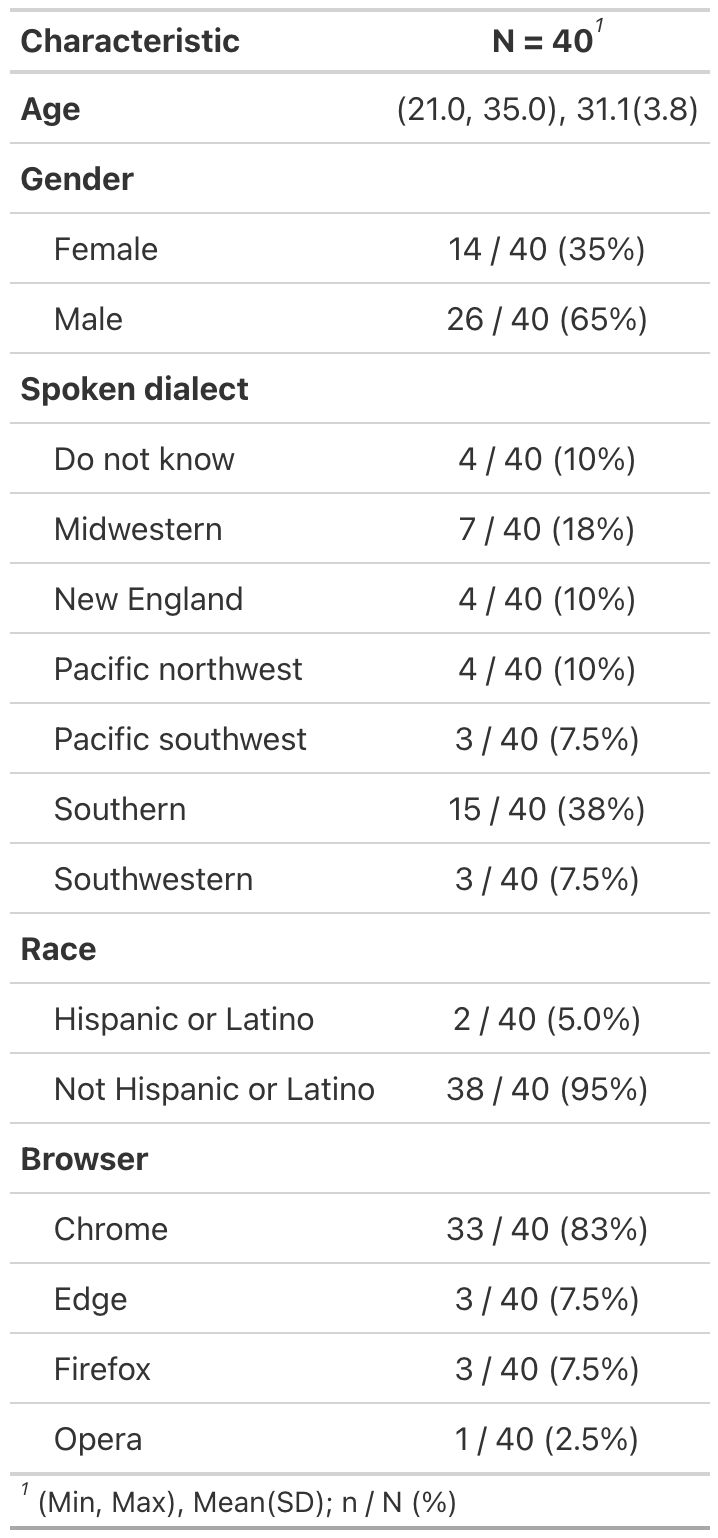 Characteristic N = 40¹
Age (21.0, 35.0), 31.1(3.8)
Gender
Female 14 / 40 (35%)
Male 26 / 40 (65%)
Spoken dialect
Do not know 4 / 40 (10%)
Midwestern 7 / 40 (18%)
New England 4 / 40 (10%)
Pacific northwest 4 / 40 (10%)
Pacific southwest 3 / 40 (7.5%)
Southern 15 / 40 (38%)
Southwestern 3 / 40 (7.5%)
Race
Hispanic or Latino 2 / 40 (5.0%)
Not Hispanic or Latino 38 / 40 (95%)
Browser
Chrome 33 / 40 (83%)
Edge 3 / 40 (7.5%)
Firefox 3 / 40 (7.5%)
Opera 1 / 40 (2.5%)
¹ (Min, Max), Mean(SD); n / N (%)